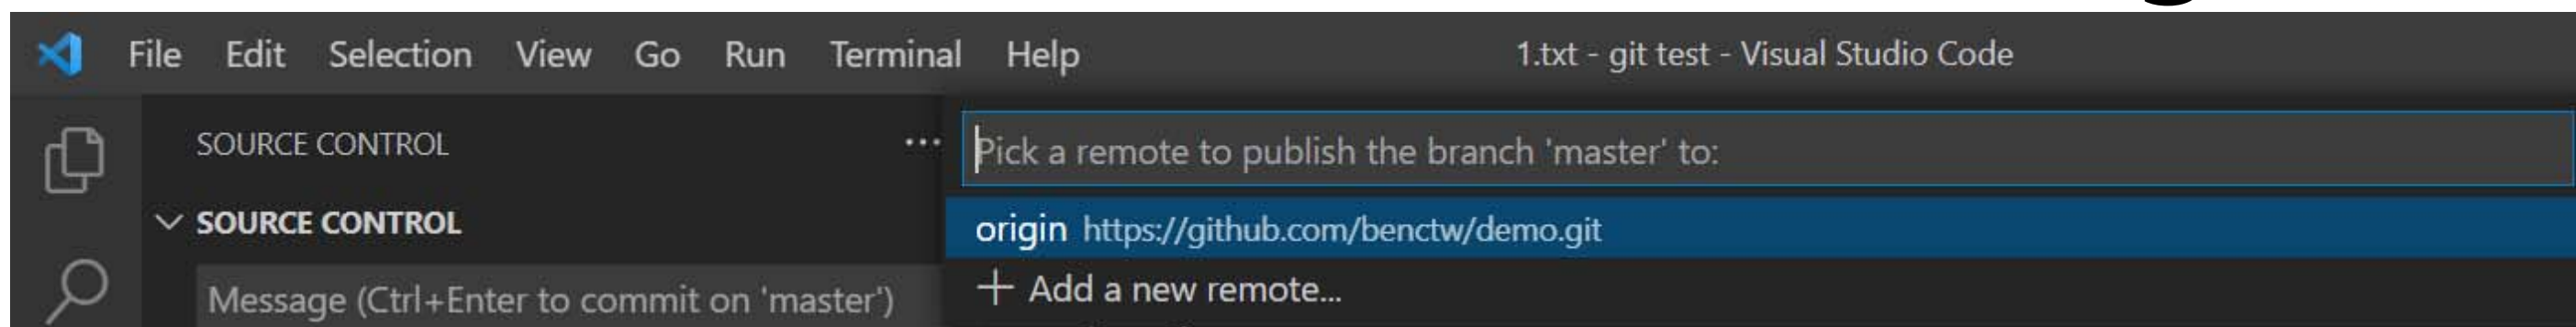 File Edit Selection View Go Run Terminal Help 1.txt - git test - Visual Studio Code
SOURCE CONTROL ...
Pick a remote to publish the branch 'master' to:
SOURCE CONTROL
origin https://github.com/benctw/demo.git
Message (Ctrl+Enter to commit on 'master')
+ Add a new remote...